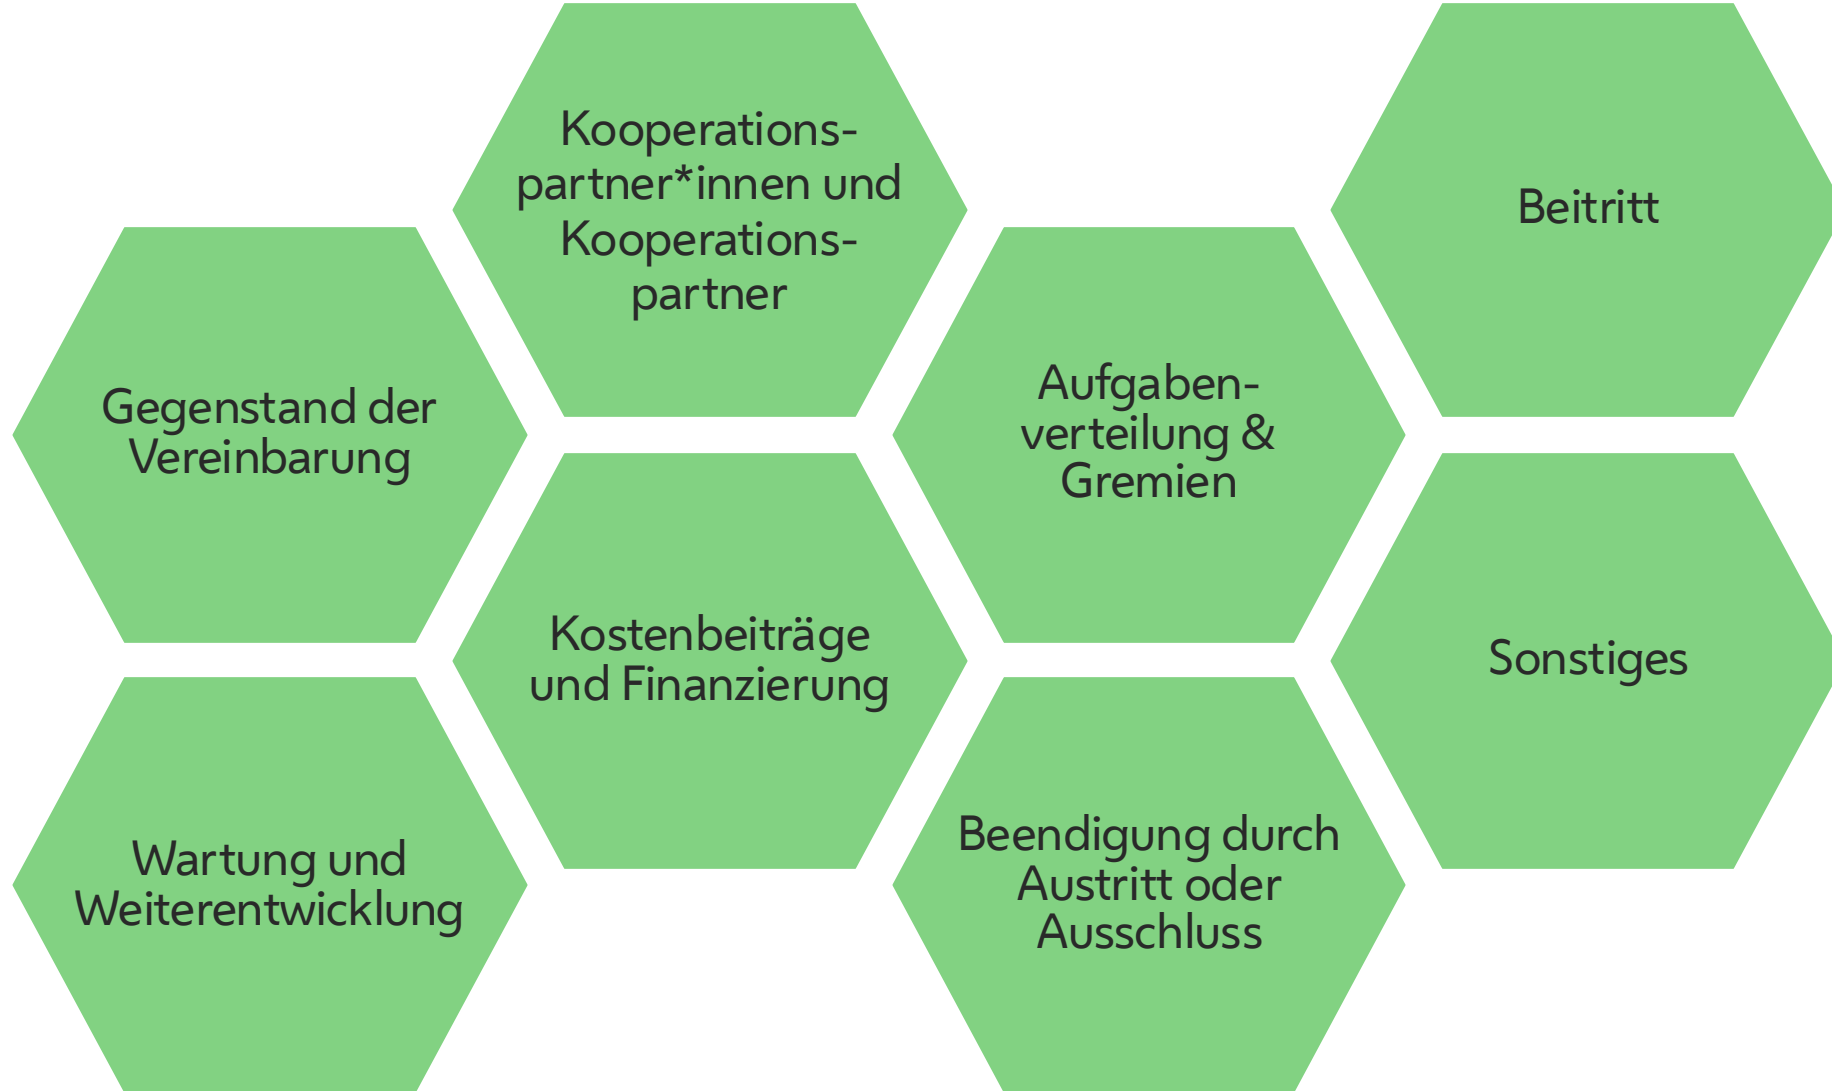 Kooperations-
partner*innen und
Kooperations-
partner
Beitritt
Gegenstand der
Vereinbarung
Aufgaben-
verteilung &
Gremien
Kostenbeiträge
und Finanzierung
Sonstiges
Wartung und
Weiterentwicklung
Beendigung durch
Austritt oder
Ausschluss